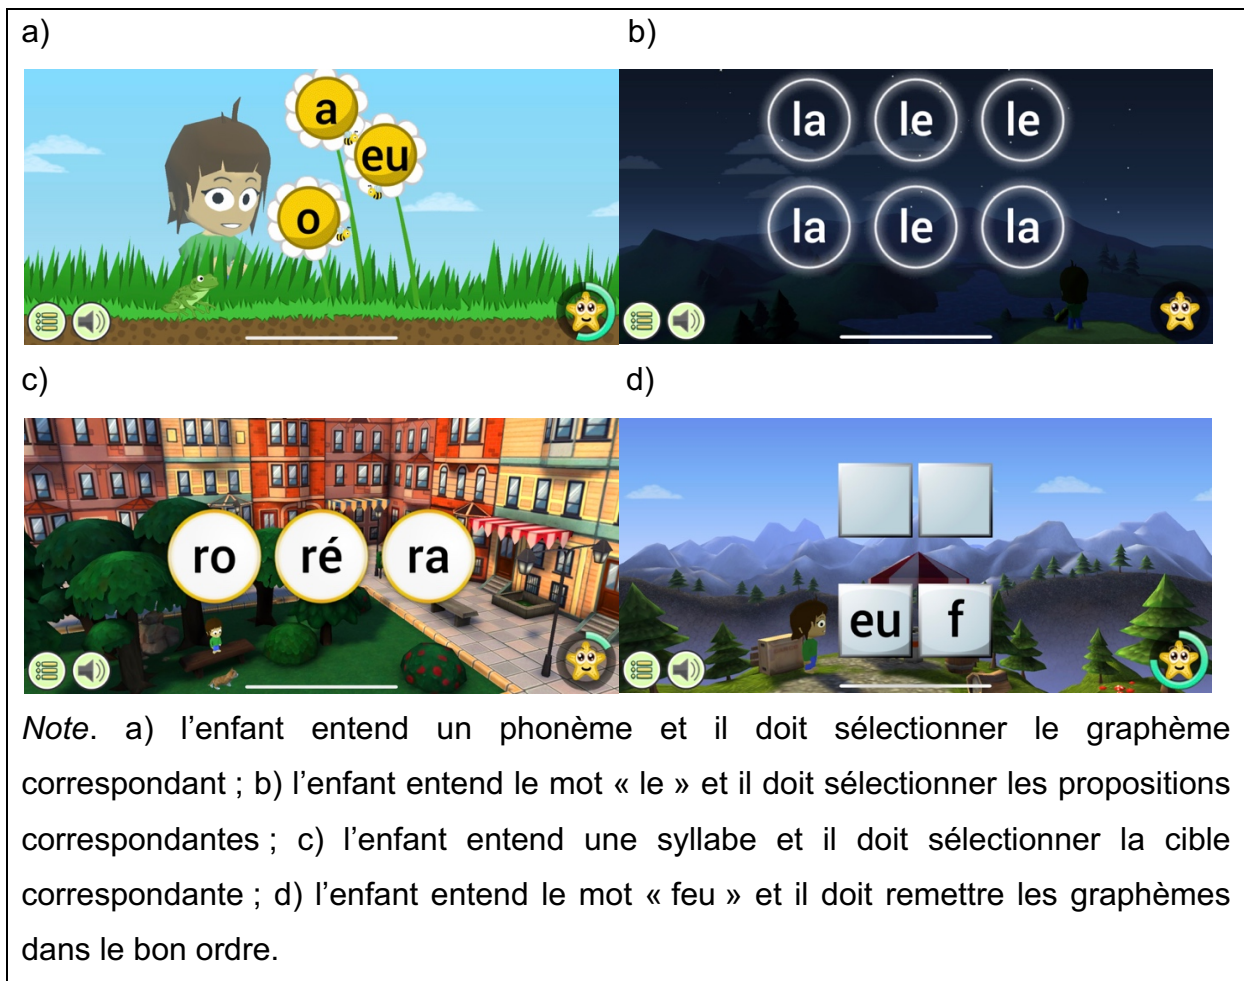 a) b)
a
eu
o
la le le
la le la
c) d)
ro ré ra
eu f
Note. a) l’enfant entend un phonème et il doit sélectionner le graphème
correspondant ; b) l’enfant entend le mot « le » et il doit sélectionner les propositions
correspondantes ; c) l’enfant entend une syllabe et il doit sélectionner la cible
correspondante ; d) l’enfant entend le mot « feu » et il doit remettre les graphèmes
dans le bon ordre.